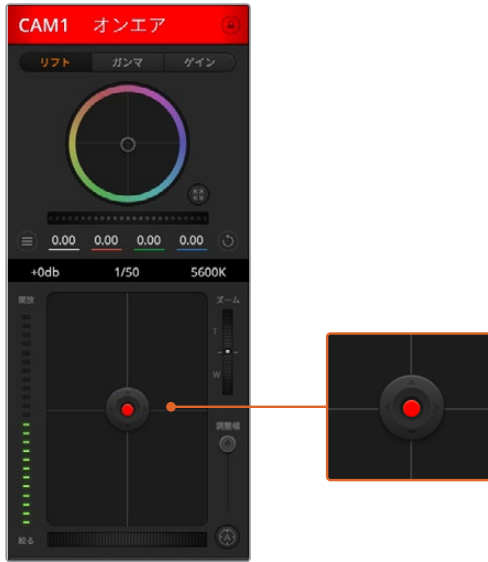 CAM1 オンエア
リフト ガンマ ゲイン
0.00 0.00 0.00 0.00
+0db 1/50 5600K
開放 ズーム
T
W
調整幅
絞る A